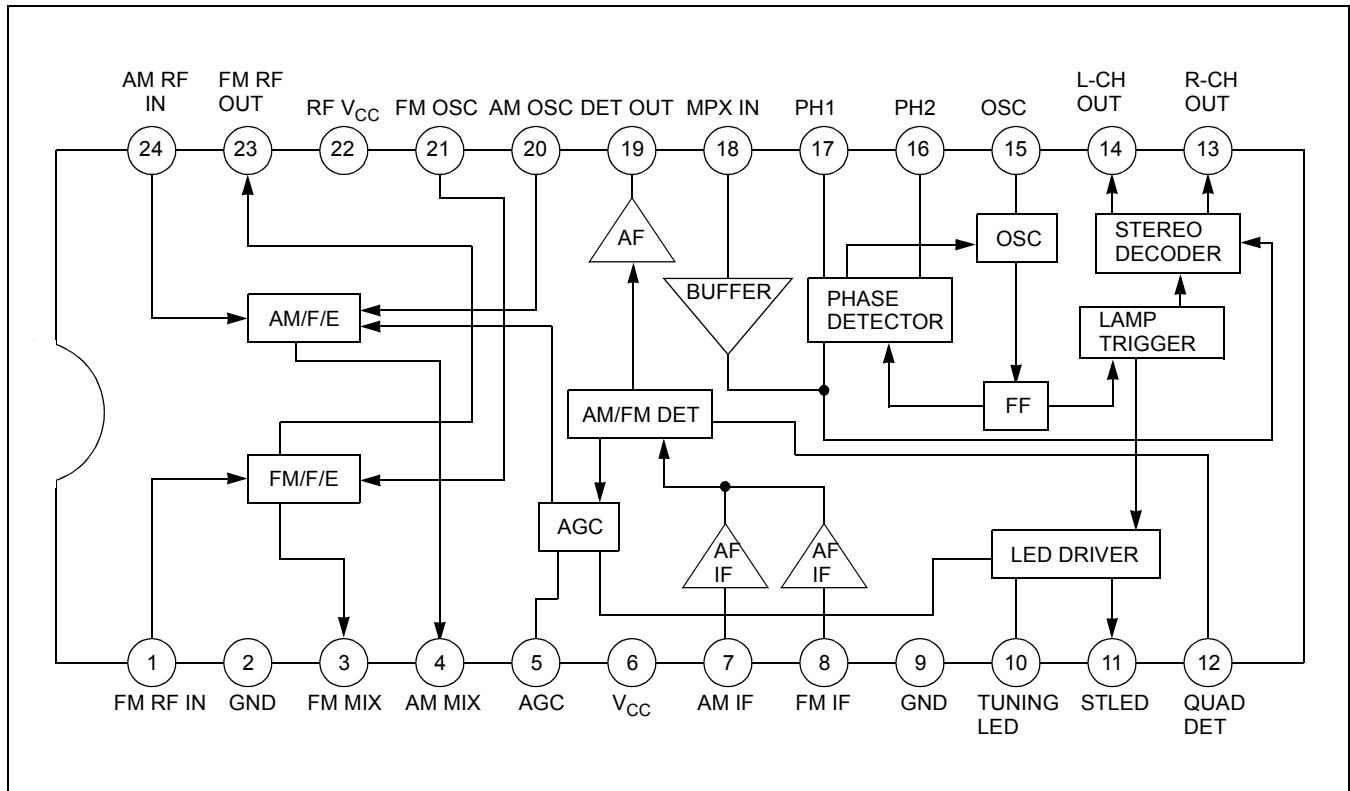 AM RF
IN
FM RF
OUT
RF VCC
FM OSC
AM OSC
DET OUT
MPX IN
PH1
PH2
OSC
L-CH
OUT
R-CH
OUT
24
23
22
21
20
19
18
17
16
15
14
13
AF
OSC
STEREO
DECODER
BUFFER
PHASE
DETECTOR
AM/F/E
LAMP
TRIGGER
AM/FM DET
FF
FM/F/E
AGC
AF
IF
AF
IF
LED DRIVER
1
2
3
4
5
6
7
8
9
10
11
12
FM RF IN
GND
FM MIX
AM MIX
AGC
VCC
AM IF
FM IF
GND
TUNING
LED
STLED
QUAD
DET